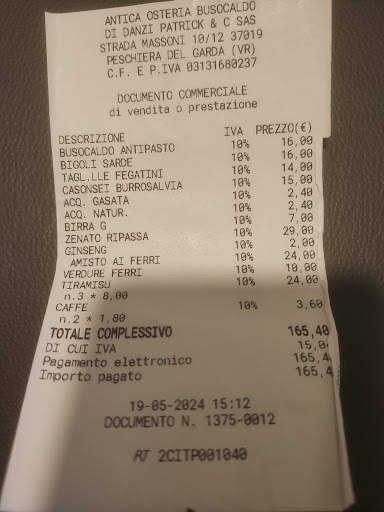 ANTICA OSTERIA BUSOCALDO
DI DANZI PATRICK & C SAS
STRADA MASSONI 10/12 37019
PESCHIERA DEL GARDA (VR)
C.F. E P.IVA 03131680237
DOCUMENTO COMMERCIALE
di vendita o prestazione
DESCRIZIONE IVA PREZZO(€)
BUSOCALDO ANTIPASTO 10% 16,00
BIGOLI SARDE 10% 16,00
TAGL.LLE FEGATINI 10% 14,00
CASONSEI BURROSALVIA 10% 15,00
ACQ. GASATA 10% 2,40
ACQ. NATUR. 10% 2,40
BIRRA G 10% 7,00
ZENATO RIPASSA 10% 29,00
GINSENG 10% 2,00
AMISTO AI FERRI 10% 24,00
VERDURE FERRI 10% 10,00
TIRAMISU 10% 24,00
n.3 * 8,00
CAFFE 10% 3,60
n.2 * 1,80
TOTALE COMPLESSIVO 165,40
DI CUI IVA 15,0
Pagamento elettronico 165,4
Importo pagato 165,4
19-05-2024 15:12
DOCUMENTO N. 1375-0012
RT 2CITP001040